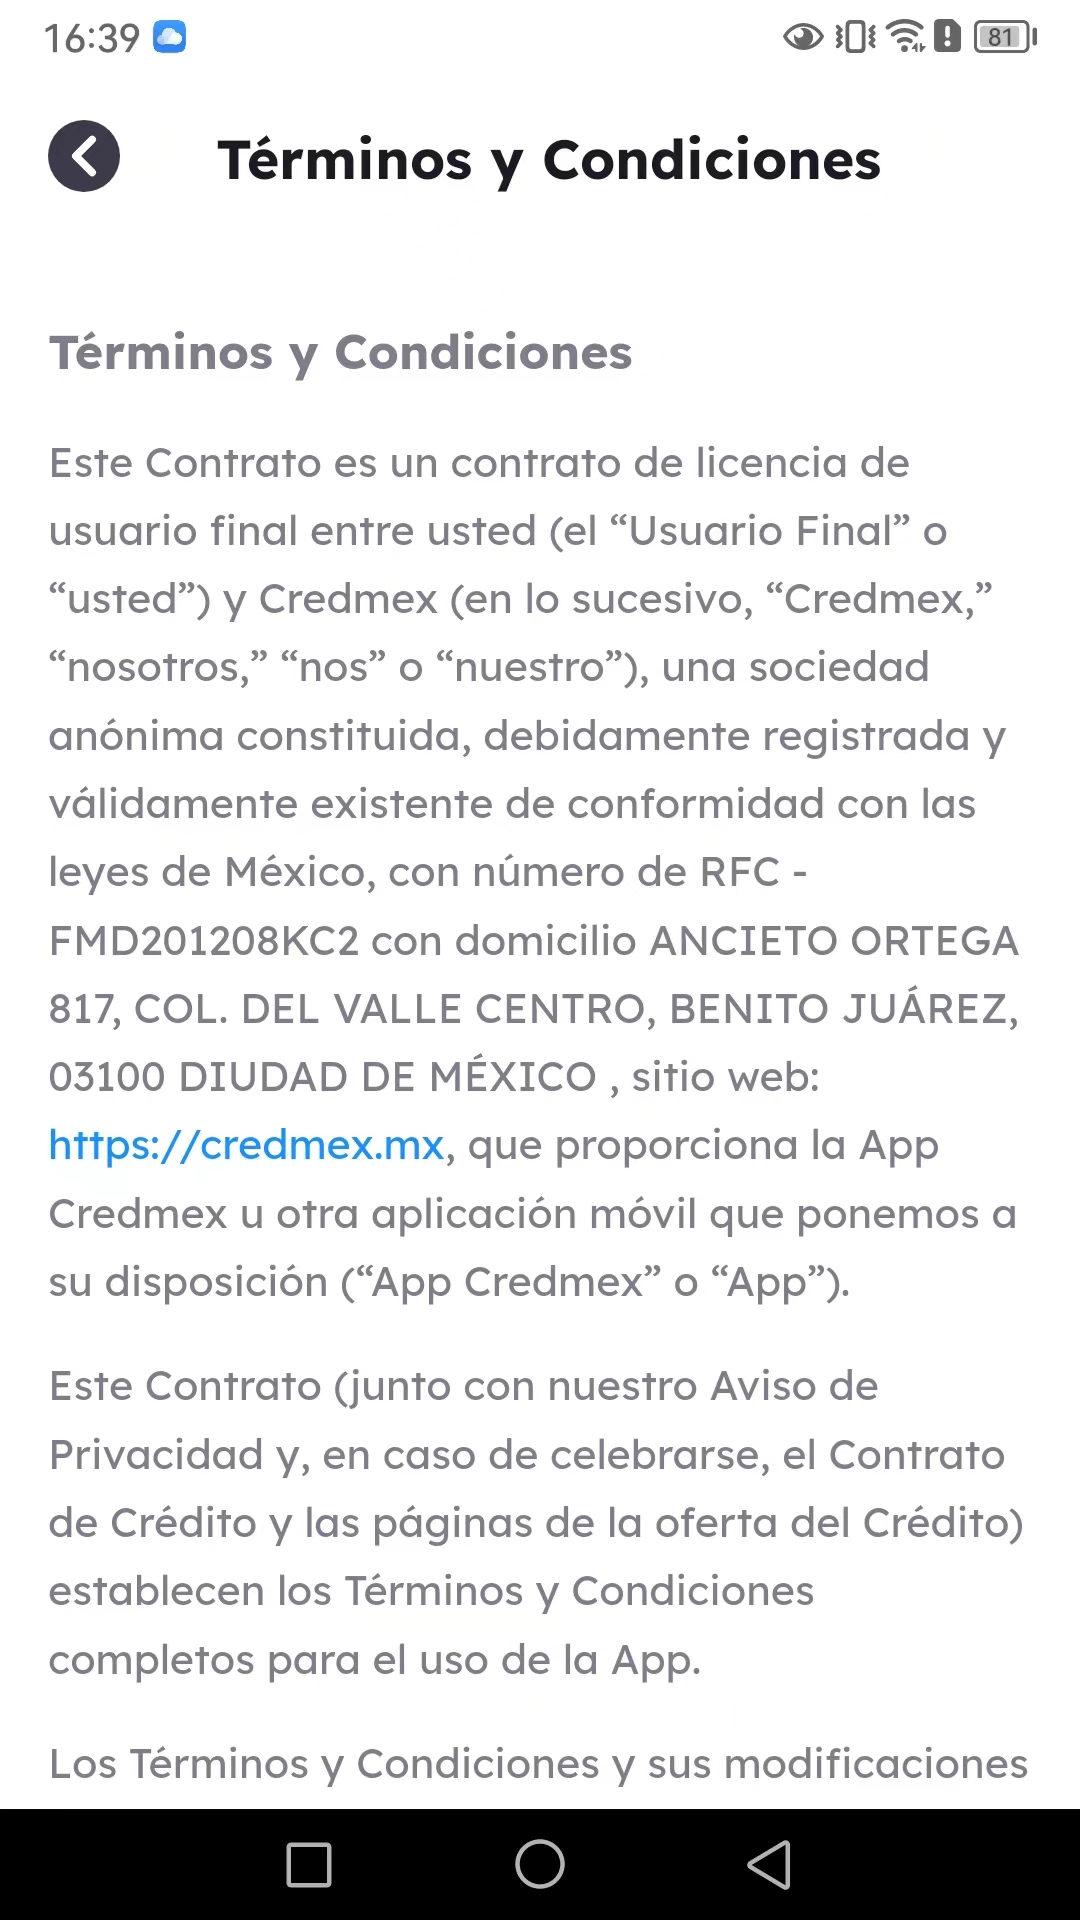 16:39
81
Términos y Condiciones
Términos y Condiciones
Este Contrato es un contrato de licencia de
usuario final entre usted (el “Usuario Final” o
“usted”) y Credmex (en lo sucesivo, “Credmex,”
“nosotros,” “nos” o “nuestro”), una sociedad
anónima constituida, debidamente registrada y
válidamente existente de conformidad con las
leyes de México, con número de RFC -
FMD201208KC2 con domicilio ANCIETO ORTEGA
817, COL. DEL VALLE CENTRO, BENITO JUÁREZ,
03100 DIUDAD DE MÉXICO , sitio web:
https://credmex.mx, que proporciona la App
Credmex u otra aplicación móvil que ponemos a
su disposición (“App Credmex” o “App”).
Este Contrato (junto con nuestro Aviso de
Privacidad y, en caso de celebrarse, el Contrato
de Crédito y las páginas de la oferta del Crédito)
establecen los Términos y Condiciones
completos para el uso de la App.
Los Términos y Condiciones y sus modificaciones